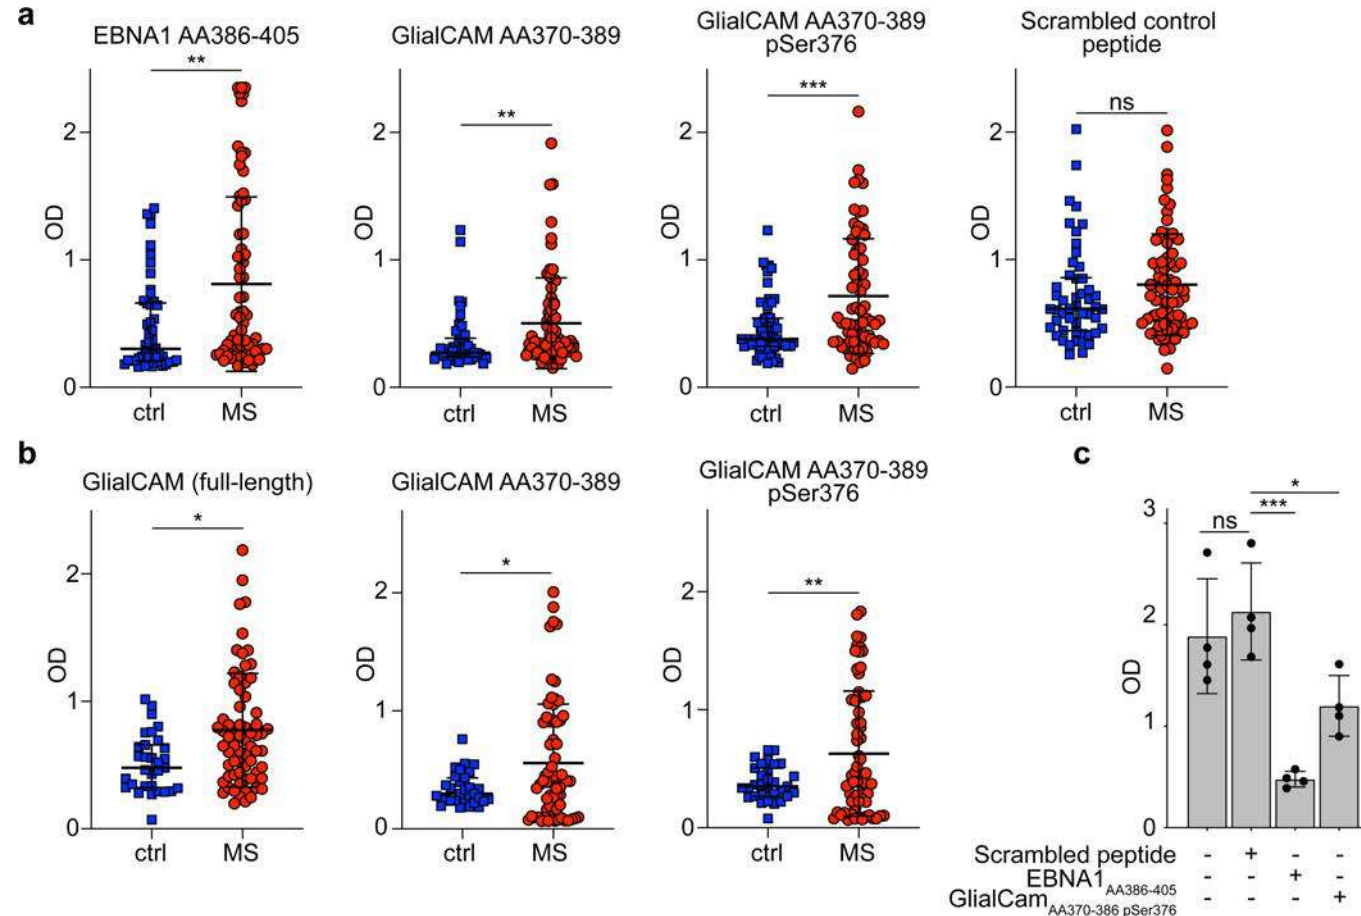 a
EBNA1 AA386-405
**
OD
2
1
0
ctrl MS
GlialCAM AA370-389
**
OD
2
1
0
ctrl MS
GlialCAM AA370-389
pSer376
***
OD
2
1
0
ctrl MS
Scrambled control
peptide
ns
OD
2
1
0
ctrl MS
b
GlialCAM (full-length)
*
OD
2
1
0
ctrl MS
GlialCAM AA370-389
*
OD
2
1
0
ctrl MS
GlialCAM AA370-389
pSer376
**
OD
2
1
0
ctrl MS
c
*
***
ns
OD
3
2
1
0
Scrambled peptide - + - -
EBNA1 AA386-405 - - + -
GlialCam AA370-386 pSer376 - - - +